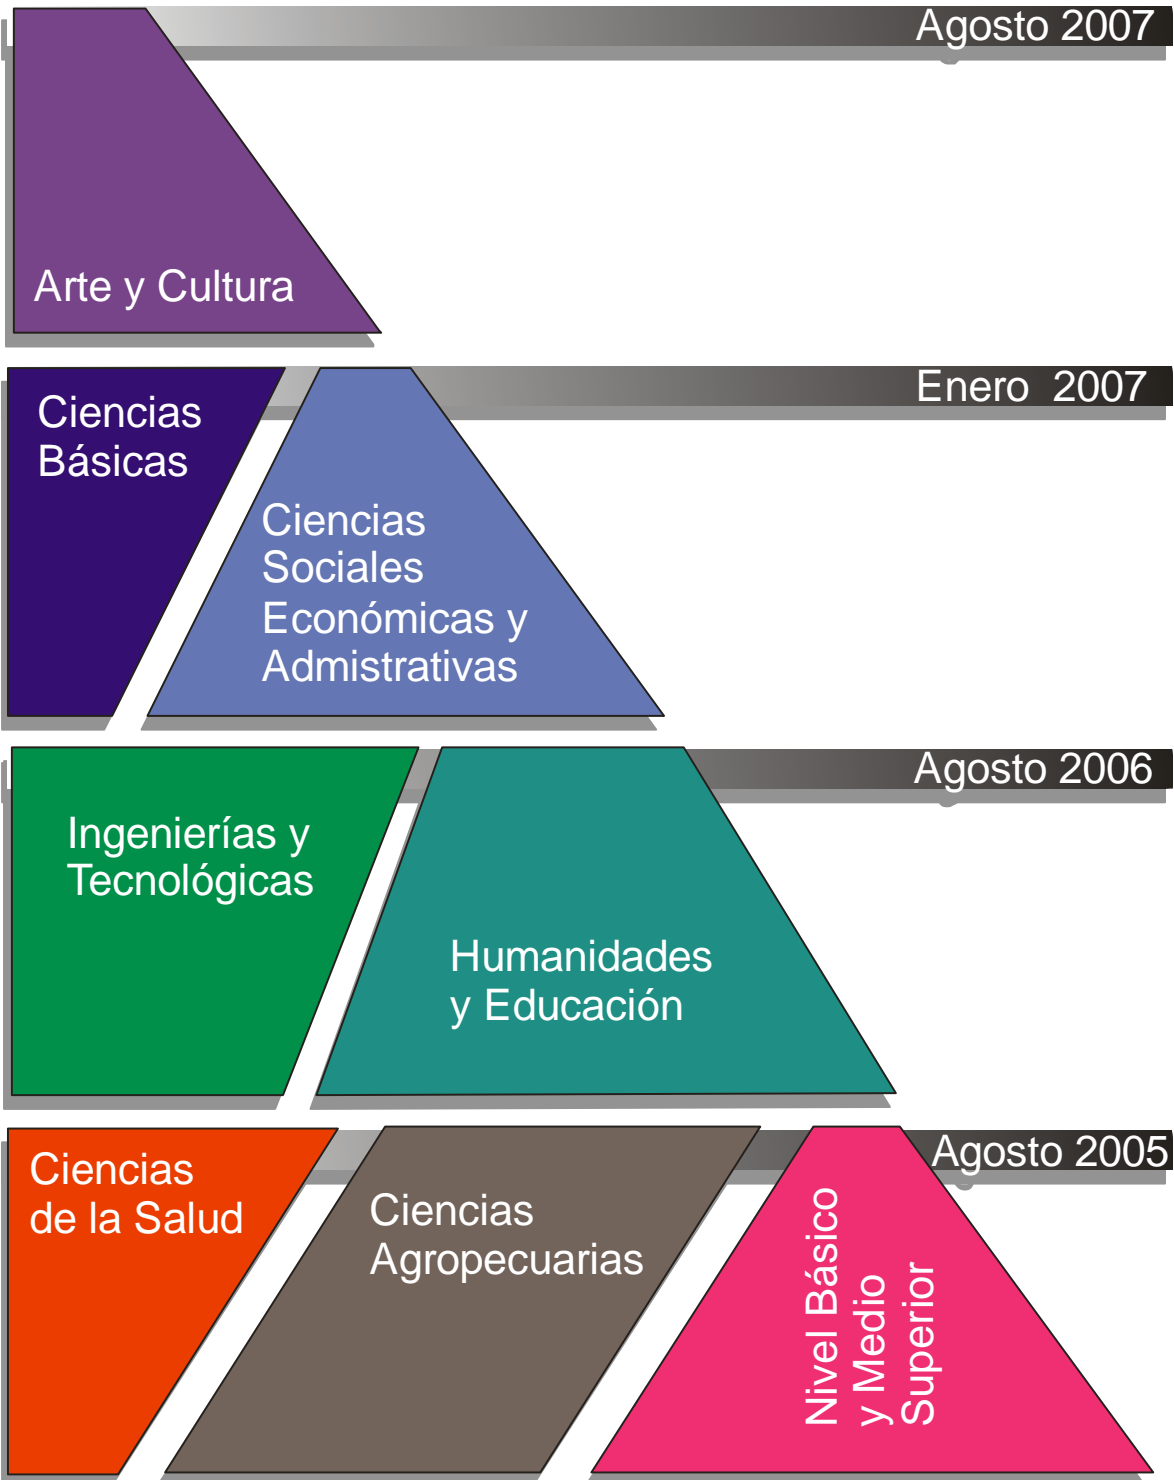 Agosto 2007
Arte y Cultura
Enero 2007
Ciencias
Básicas
Ciencias
Sociales
Económicas y
Admistrativas
Agosto 2006
Ingenierías y
Tecnológicas
Humanidades
y Educación
Agosto 2005
Ciencias
de la Salud
Ciencias
Agropecuarias
Nivel Básico
y Medio
Superior